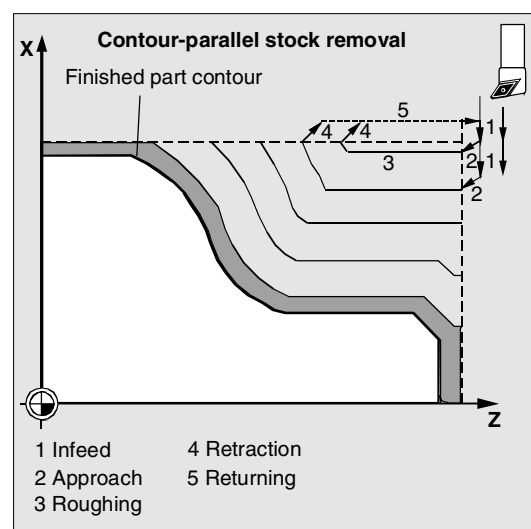 Contour-parallel stock removal
X
Finished part contour
5
4 4 1
3 2 1
2
Z
1 Infeed 4 Retraction
2 Approach 5 Returning
3 Roughing